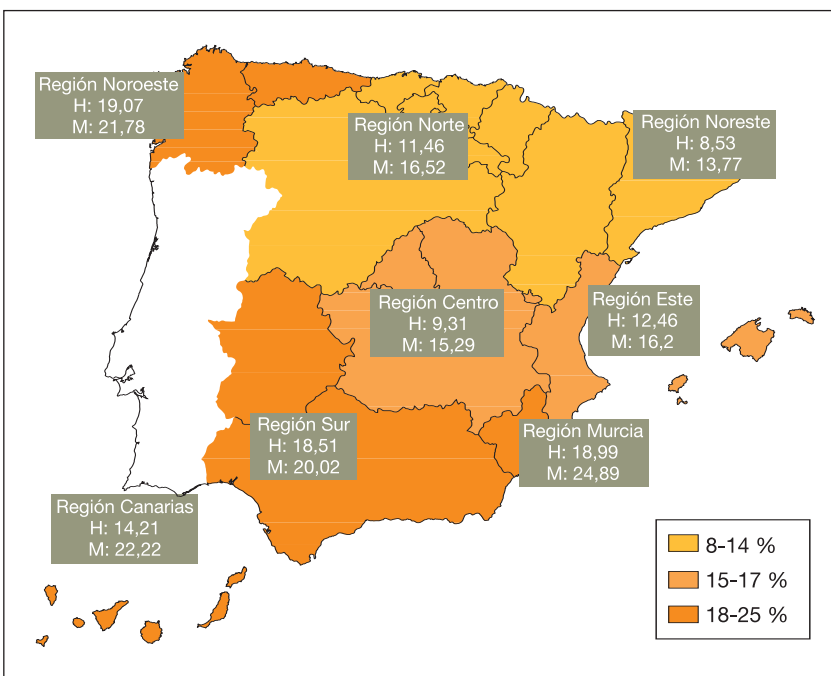 Región Noroeste
H: 19,07
M: 21,78
Región Norte
H: 11,46
M: 16,52
Región Noreste
H: 8,53
M: 13,77
Región Centro
H: 9,31
M: 15,29
Región Este
H: 12,46
M: 16,2
Región Sur
H: 18,51
M: 20,02
Región Murcia
H: 18,99
M: 24,89
Región Canarias
H: 14,21
M: 22,22
8-14 %
15-17 %
18-25 %